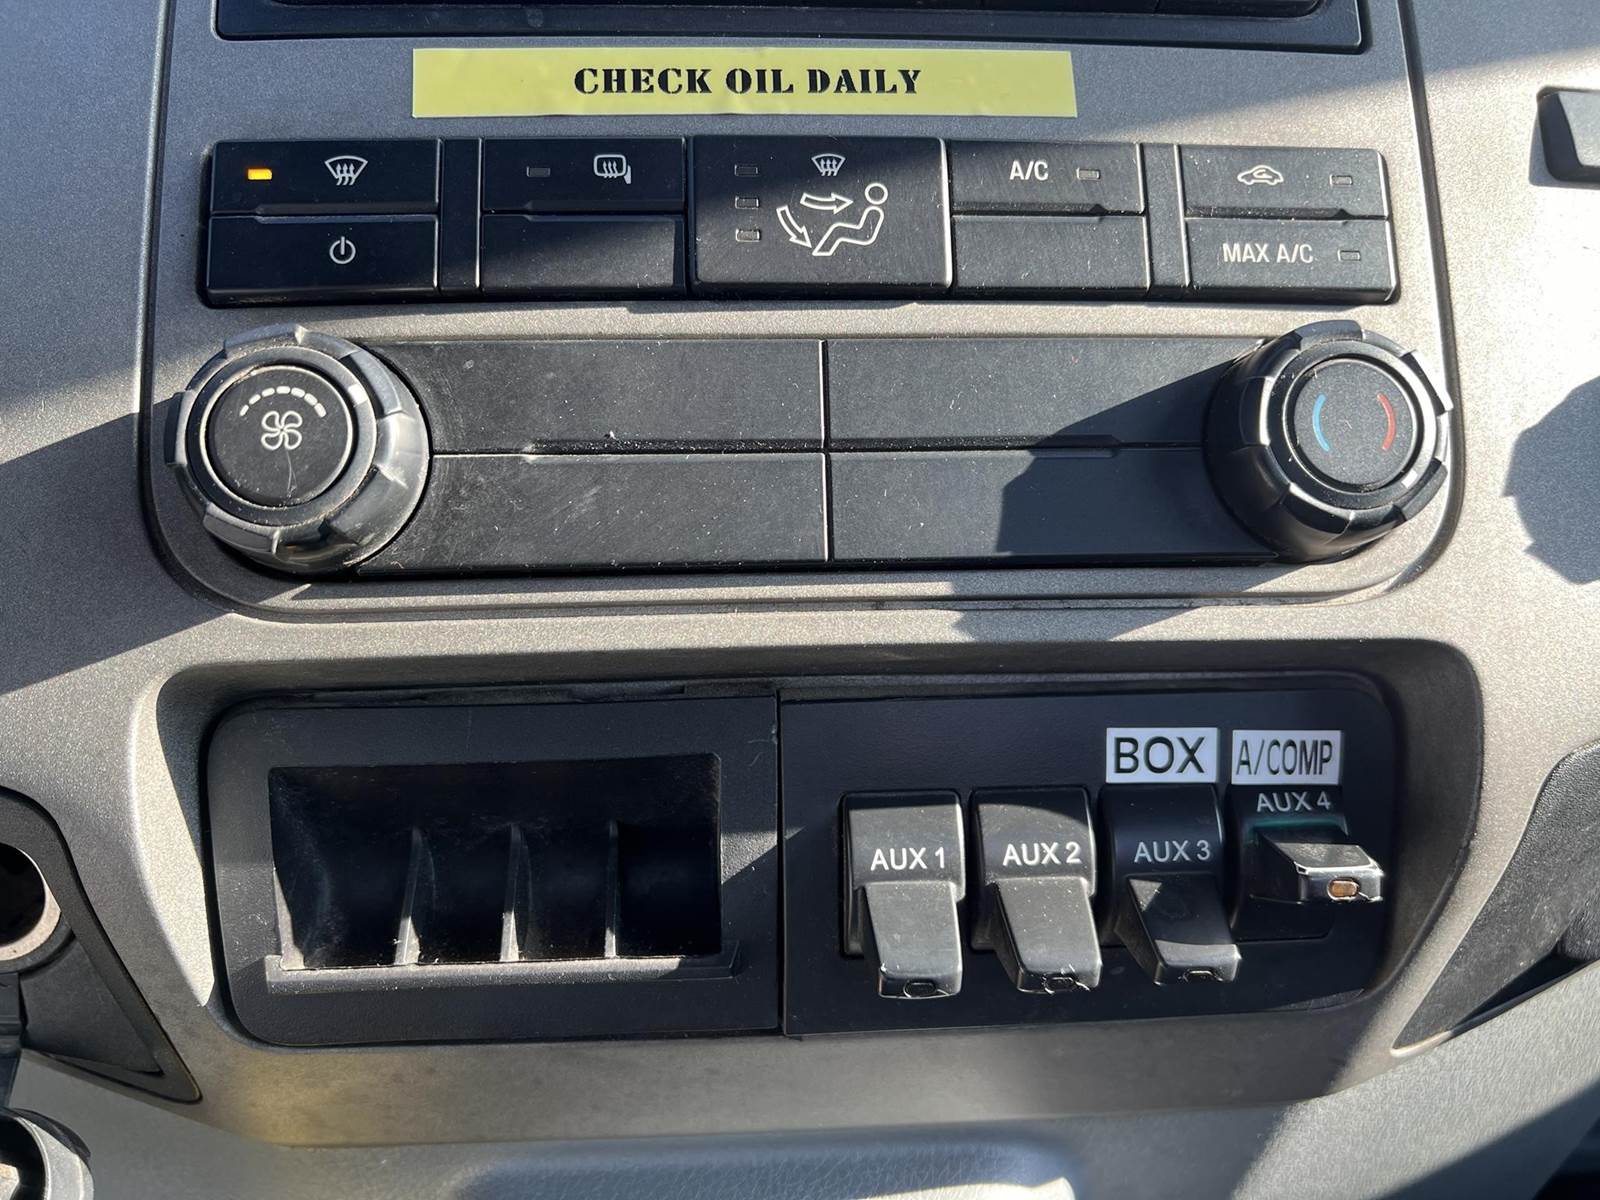 CHECK OIL DAILY
A/C
MAX A/C
BOX
A/COMP
AUX 1
AUX 2
AUX 3
AUX 4